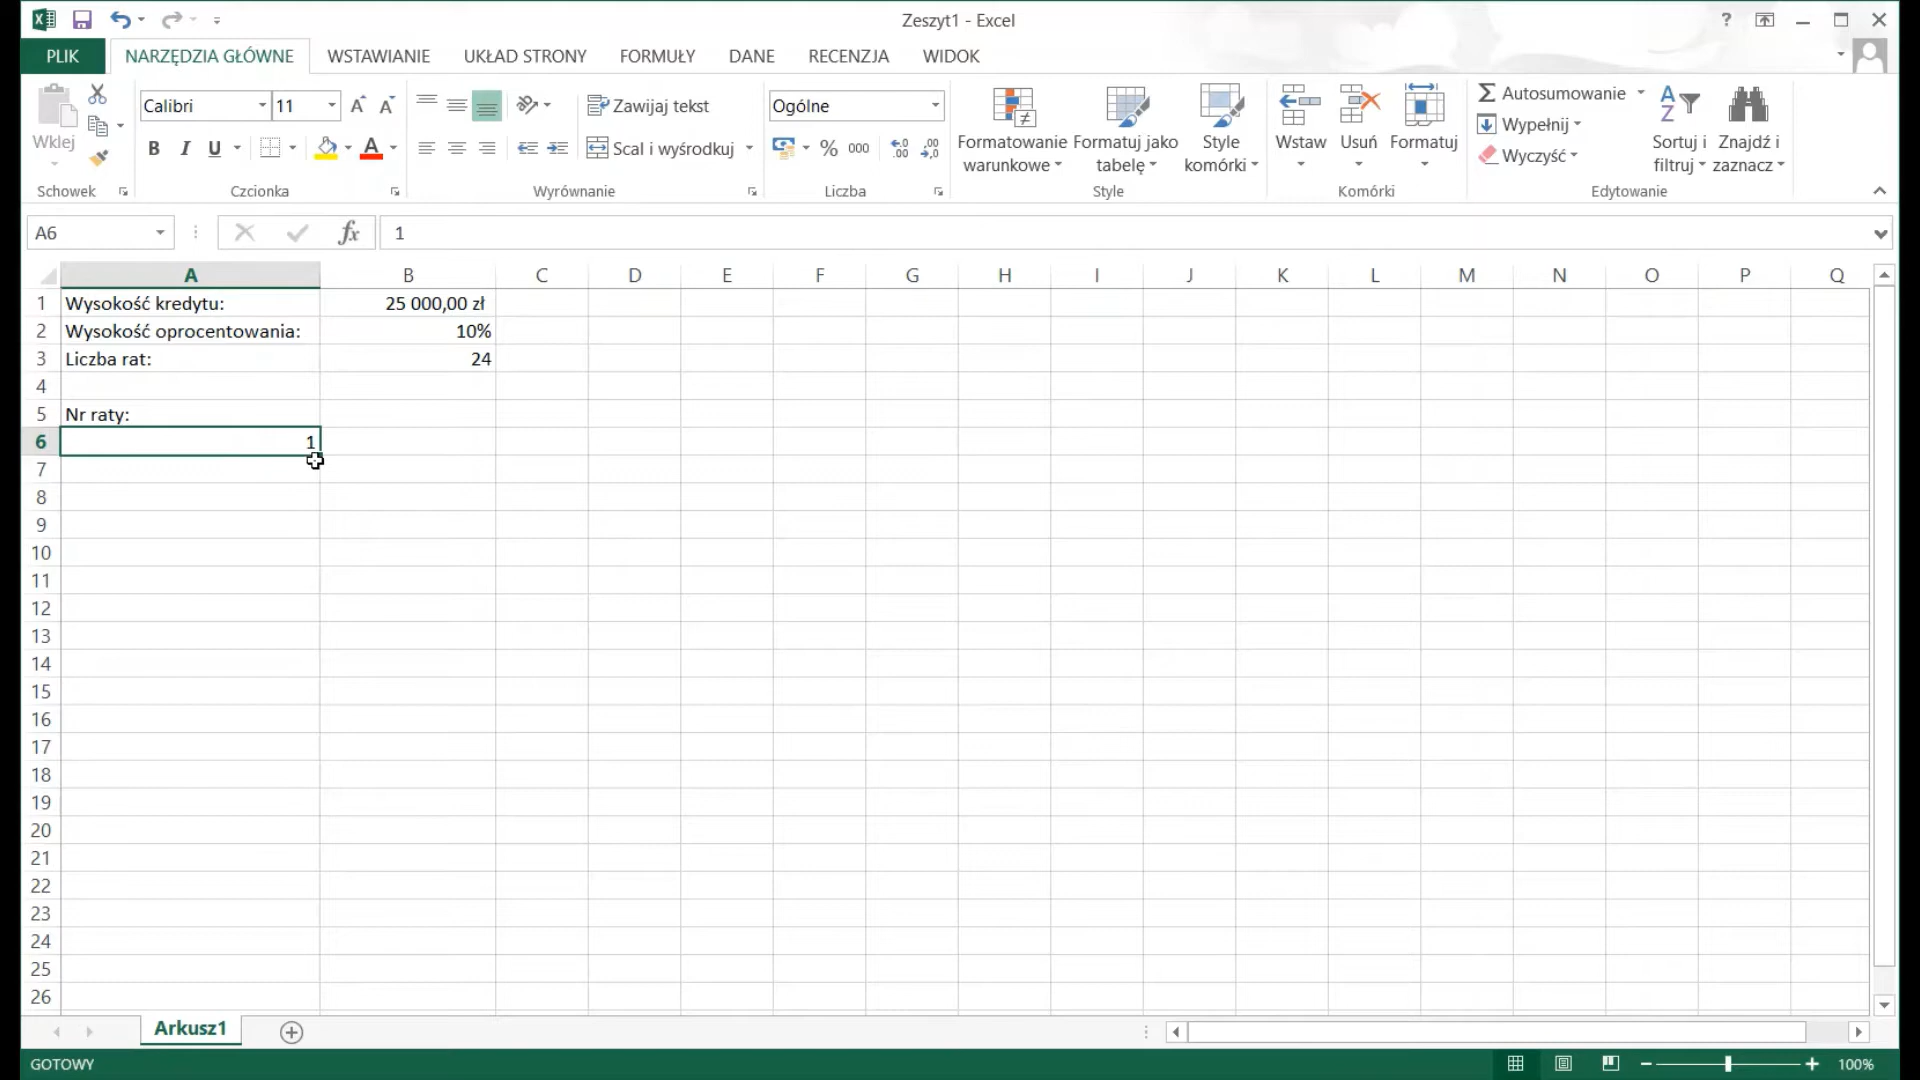 Zeszyt1 - Excel
?
PLIK NARZĘDZIA GŁÓWNE WSTAWIANIE UKŁAD STRONY FORMUŁY DANE RECENZJA WIDOK
Wklej
Schowek
Calibri 11
B I U A
Czcionka
Zawijaj tekst
Scal i wyśrodkuj
Wyrównanie
Ogólne
% 000
Liczba
Formatowanie warunkowe
Formatuj jako tabelę
Style komórki
Style
Wstaw
Usuń
Formatuj
Komórki
Autosumowanie
Wypełnij
Wyczyść
Sortuj i filtruj
Znajdź i zaznacz
Edytowanie
A6 fx 1
A B C D E F G H I J K L M N O P Q
1 Wysokość kredytu: 25 000,00 zł
2 Wysokość oprocentowania: 10%
3 Liczba rat: 24
4
5 Nr raty:
6 1
7
8
9
10
11
12
13
14
15
16
17
18
19
20
21
22
23
24
25
26
Arkusz1
GOTOWY 100%